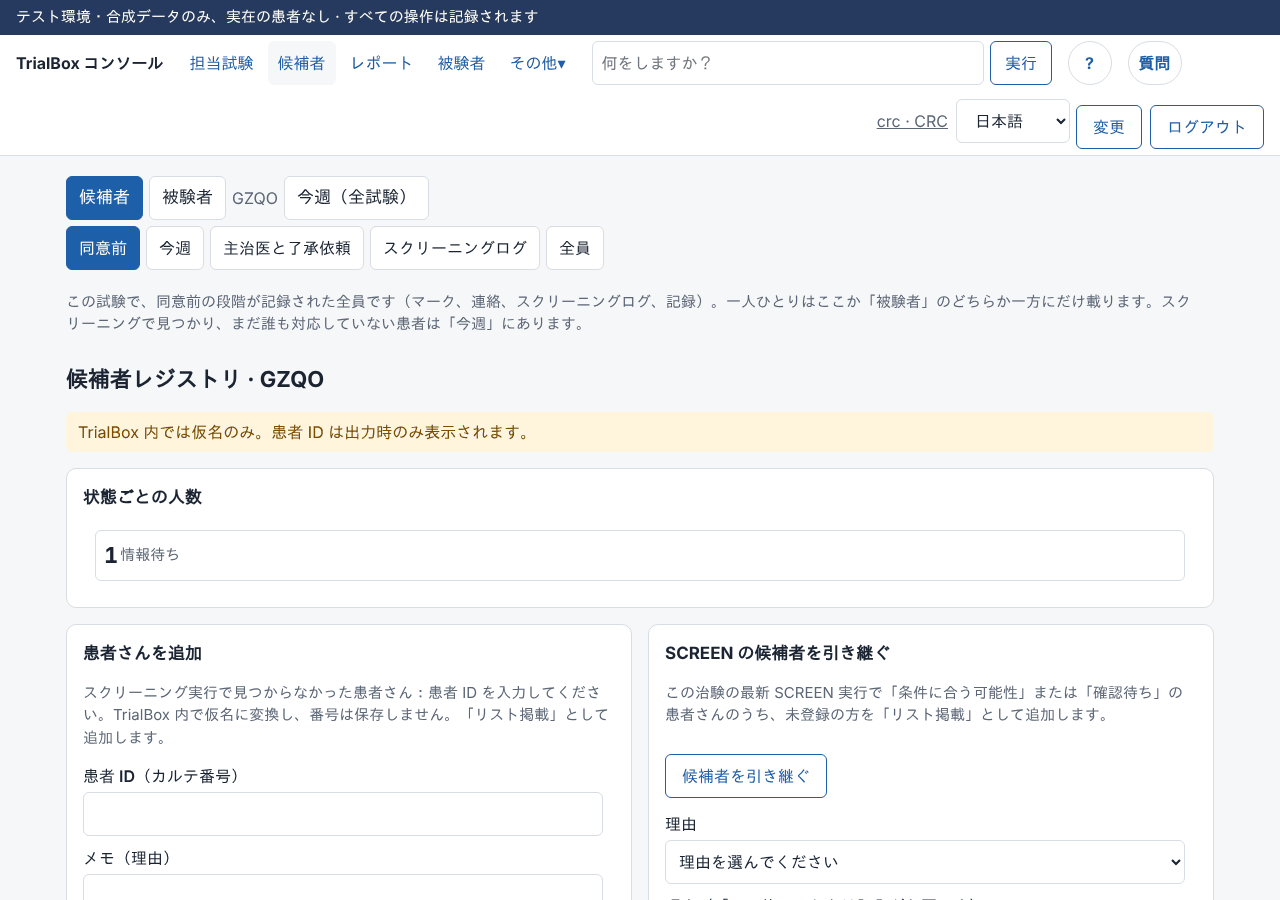 テスト環境・合成データのみ、実在の患者なし · すべての操作は記録されます
TrialBox コンソール 担当試験 候補者 レポート 被験者 その他▾ 何をしますか？ 実行 ? 質問
crc · CRC 日本語 変更 ログアウト
候補者 被験者 GZQO 今週（全試験）
同意前 今週 主治医と了承依頼 スクリーニングログ 全員
この試験で、同意前の段階が記録された全員です（マーク、連絡、スクリーニングログ、記録）。一人ひとりはここか「被験者」のどちらか一方にだけ載ります。スク
リーニングで見つかり、まだ誰も対応していない患者は「今週」にあります。
候補者レジストリ · GZQO
TrialBox 内では仮名のみ。患者 ID は出力時のみ表示されます。
状態ごとの人数
1 情報待ち
患者さんを追加
スクリーニング実行で見つからなかった患者さん：患者 ID を入力してくださ
い。TrialBox 内で仮名に変換し、番号は保存しません。「リスト掲載」として
追加します。
患者 ID（カルテ番号）
メモ（理由）
SCREEN の候補者を引き継ぐ
この治験の最新 SCREEN 実行で「条件に合う可能性」または「確認待ち」の
患者さんのうち、未登録の方を「リスト掲載」として追加します。
候補者を引き継ぐ
理由
理由を選んでください